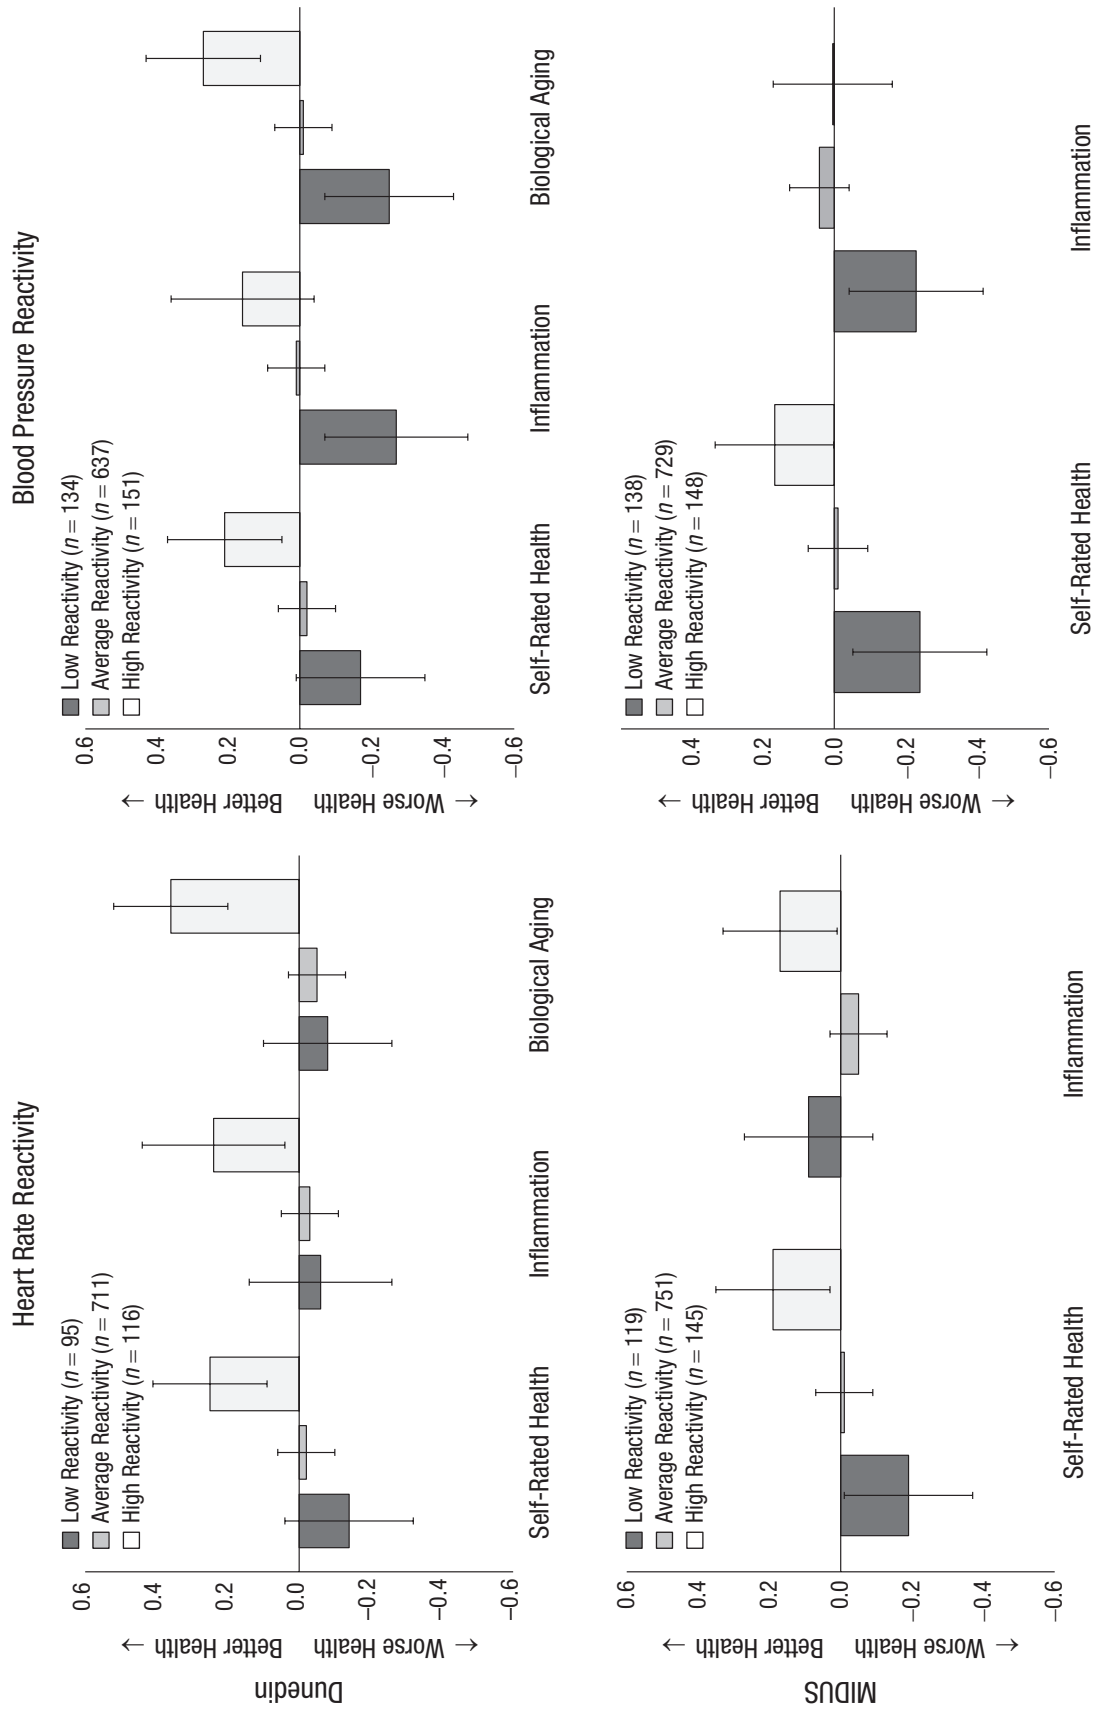 Heart Rate Reactivity
Blood Pressure Reactivity
Dunedin
← Worse Health Better Health →
0.6
0.4
0.2
0.0
−0.2
−0.4
−0.6
Low Reactivity (n = 95)
Average Reactivity (n = 711)
High Reactivity (n = 116)
Self-Rated Health
Inflammation
Biological Aging
← Worse Health Better Health →
0.6
0.4
0.2
0.0
−0.2
−0.4
−0.6
Low Reactivity (n = 134)
Average Reactivity (n = 637)
High Reactivity (n = 151)
Self-Rated Health
Inflammation
Biological Aging
MIDUS
← Worse Health Better Health →
0.6
0.4
0.2
0.0
−0.2
−0.4
−0.6
Low Reactivity (n = 119)
Average Reactivity (n = 751)
High Reactivity (n = 145)
Self-Rated Health
Inflammation
← Worse Health Better Health →
0.4
0.2
0.0
−0.2
−0.4
−0.6
Low Reactivity (n = 138)
Average Reactivity (n = 729)
High Reactivity (n = 148)
Self-Rated Health
Inflammation